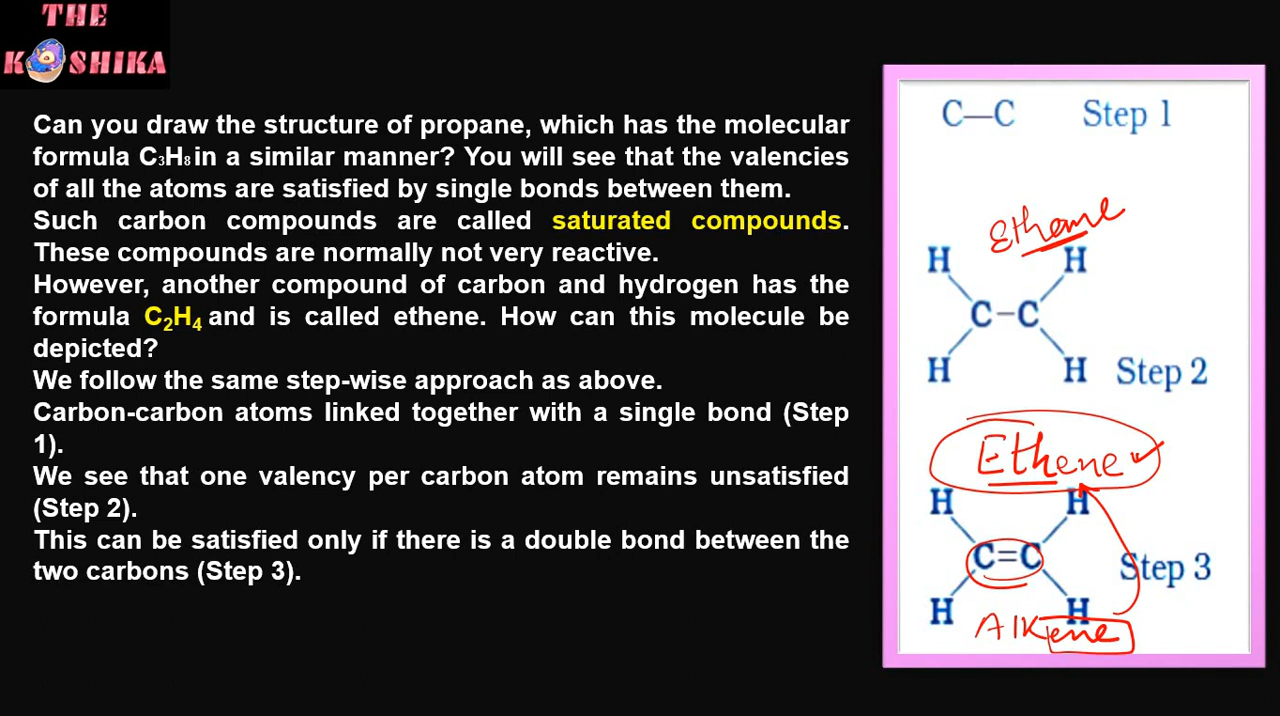 THE
KOSHIKA
Can you draw the structure of propane, which has the molecular
formula C₃H₈ in a similar manner? You will see that the valencies
of all the atoms are satisfied by single bonds between them.
Such carbon compounds are called saturated compounds.
These compounds are normally not very reactive.
However, another compound of carbon and hydrogen has the
formula C₂H₄ and is called ethene. How can this molecule be
depicted?
We follow the same step-wise approach as above.
Carbon-carbon atoms linked together with a single bond (Step
1).
We see that one valency per carbon atom remains unsatisfied
(Step 2).
This can be satisfied only if there is a double bond between the
two carbons (Step 3).
C—C Step 1
Ethane
H H
C–C
H H Step 2
Ethene
H H
C=C Step 3
H H
Alkene